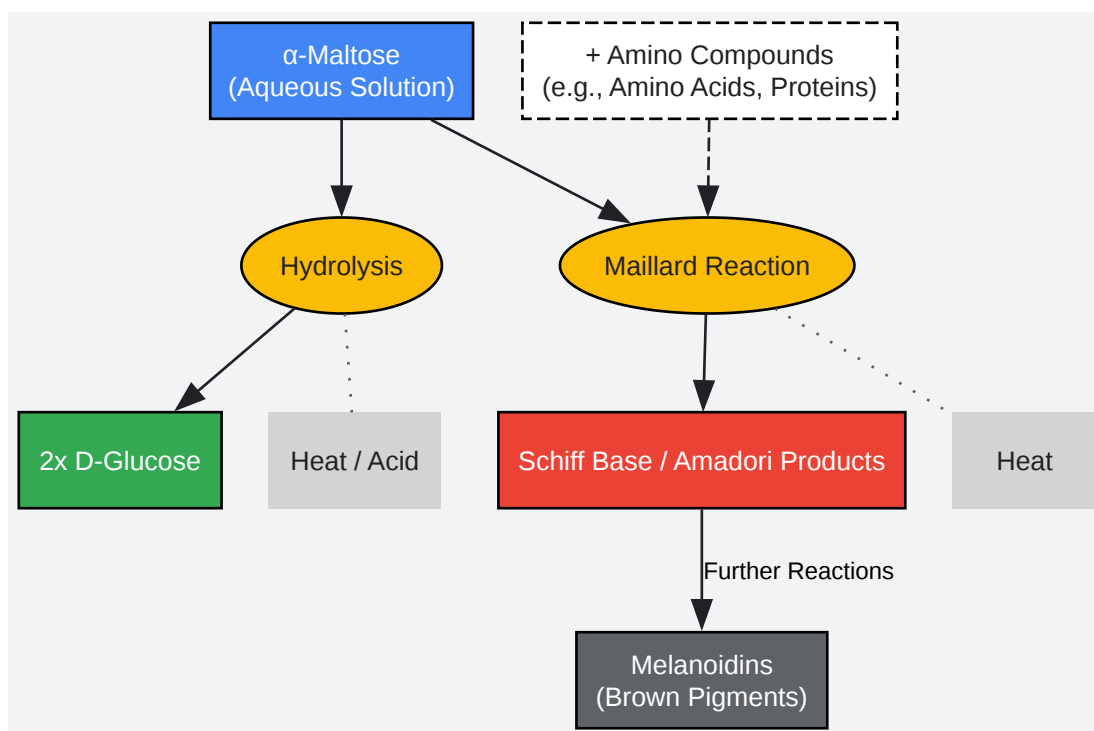 α-Maltose
(Aqueous Solution)
+ Amino Compounds
(e.g., Amino Acids, Proteins)
Hydrolysis
Maillard Reaction
2x D-Glucose
Heat / Acid
Schiff Base / Amadori Products
Heat
Further Reactions
Melanoidins
(Brown Pigments)